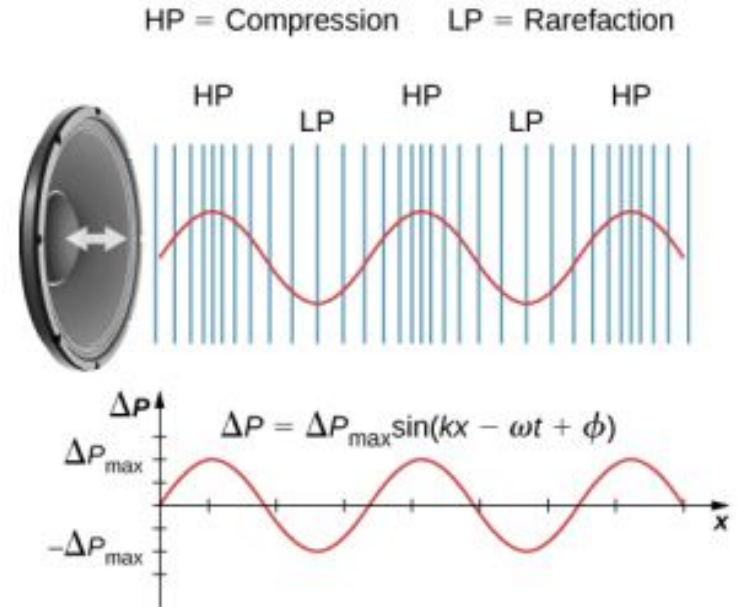 HP = Compression LP = Rarefaction
HP HP HP
LP LP
ΔP
ΔP = ΔPmaxsin(kx − ωt + ϕ)
ΔPmax
x
−ΔPmax